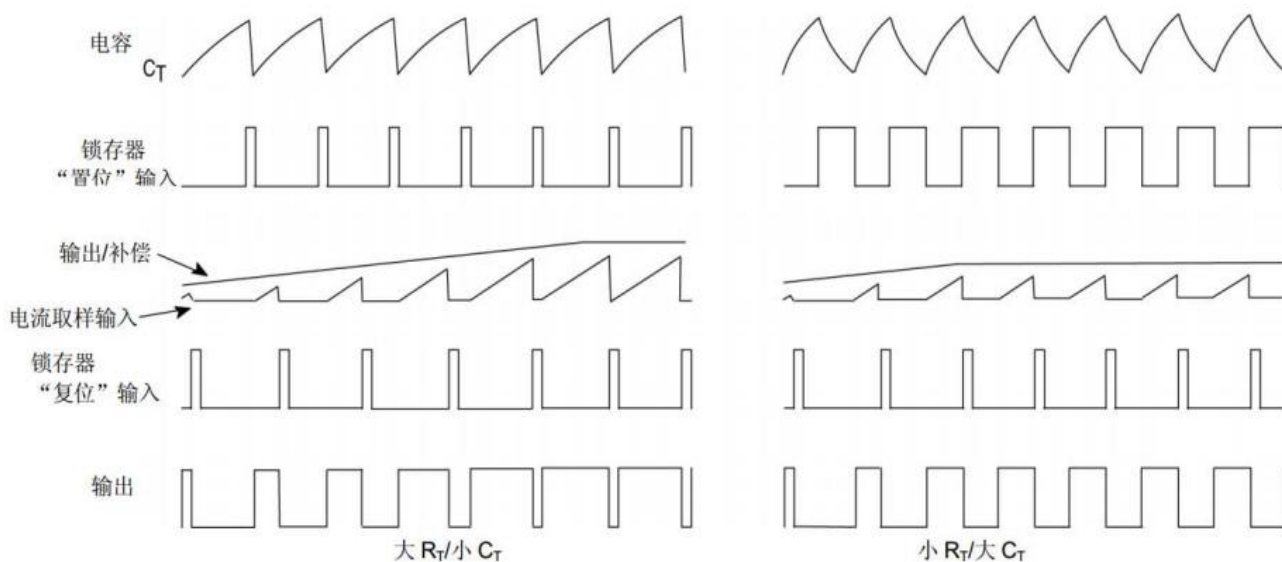 电容
CT
锁存器
“置位”输入
输出/补偿
电流取样输入
锁存器
“复位”输入
输出
大 RT/小 CT
小 RT/大 CT